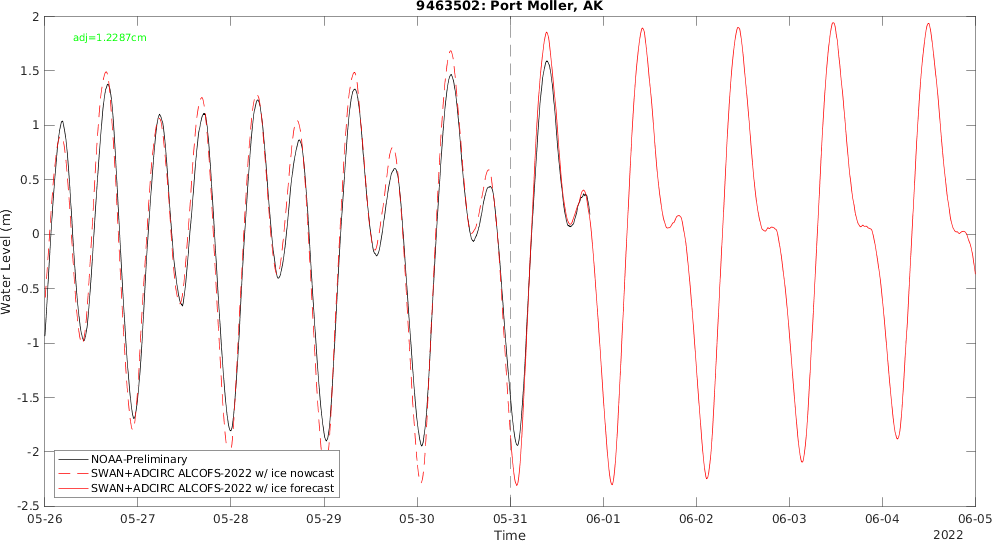 9463502: Port Moller, AK
adj=1.2287cm
2
1.5
1
0.5
0
-0.5
-1
-1.5
-2
-2.5
Water Level (m)
NOAA-Preliminary
SWAN+ADCIRC ALCOFS-2022 w/ ice nowcast
SWAN+ADCIRC ALCOFS-2022 w/ ice forecast
05-26 05-27 05-28 05-29 05-30 05-31 06-01 06-02 06-03 06-04 06-05
Time
2022